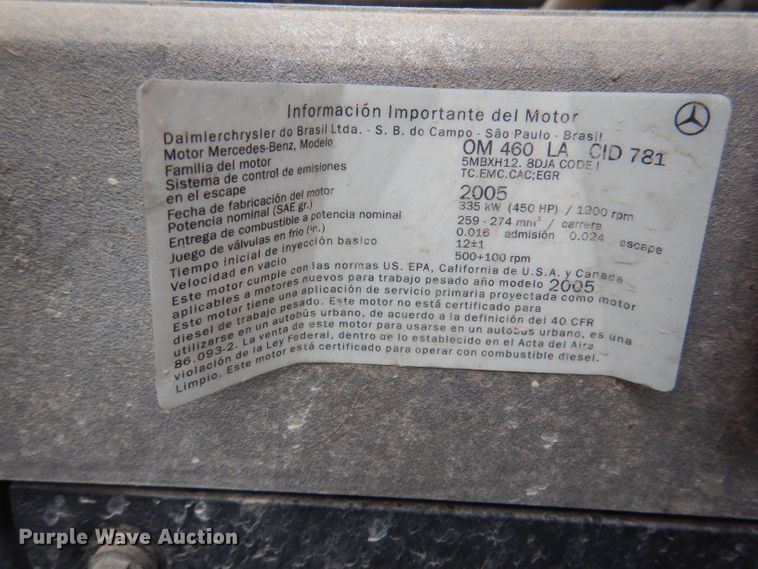 Información Importante del Motor
Daimlerchrysler do Brasil Ltda. - S. B. do Campo - São Paulo - Brasil
Motor Mercedes-Benz, Modelo OM 460 LA CID 781
Familia del motor 5MBXH12. 8DJA CODE I
Sistema de control de emisiones TC.EMC.CAC;EGR
en el escape
Fecha de fabricación del motor 2005
Potencia nominal (SAE gr.) 335 kW (450 HP) / 1900 rpm
Entrega de combustible a potencia nominal 259 - 274 mm³ / carrera
Juego de válvulas en frio (in.) 0.016 admisión 0.024 escape
Tiempo inicial de inyección basico 12±1
Velocidad en vacio 500+100 rpm
Este motor cumple con las normas US. EPA, California de U.S.A. y Canada
aplicables a motores nuevos para trabajo pesado año modelo 2005.
Este motor tiene una aplicación de servicio primaria proyectada como motor
diesel de trabajo pesado. Este motor no está certificado para
utilizarse en un autobús urbano, de acuerdo a la definición del 40 CFR
86.093-2. La venta de este motor para usarse en un autobus urbano, es una
violación de la Ley Federal, dentro de lo establecido en el Acta del Aire
Limpio. Este motor está certificado para operar con combustible diesel.
Purple Wave Auction